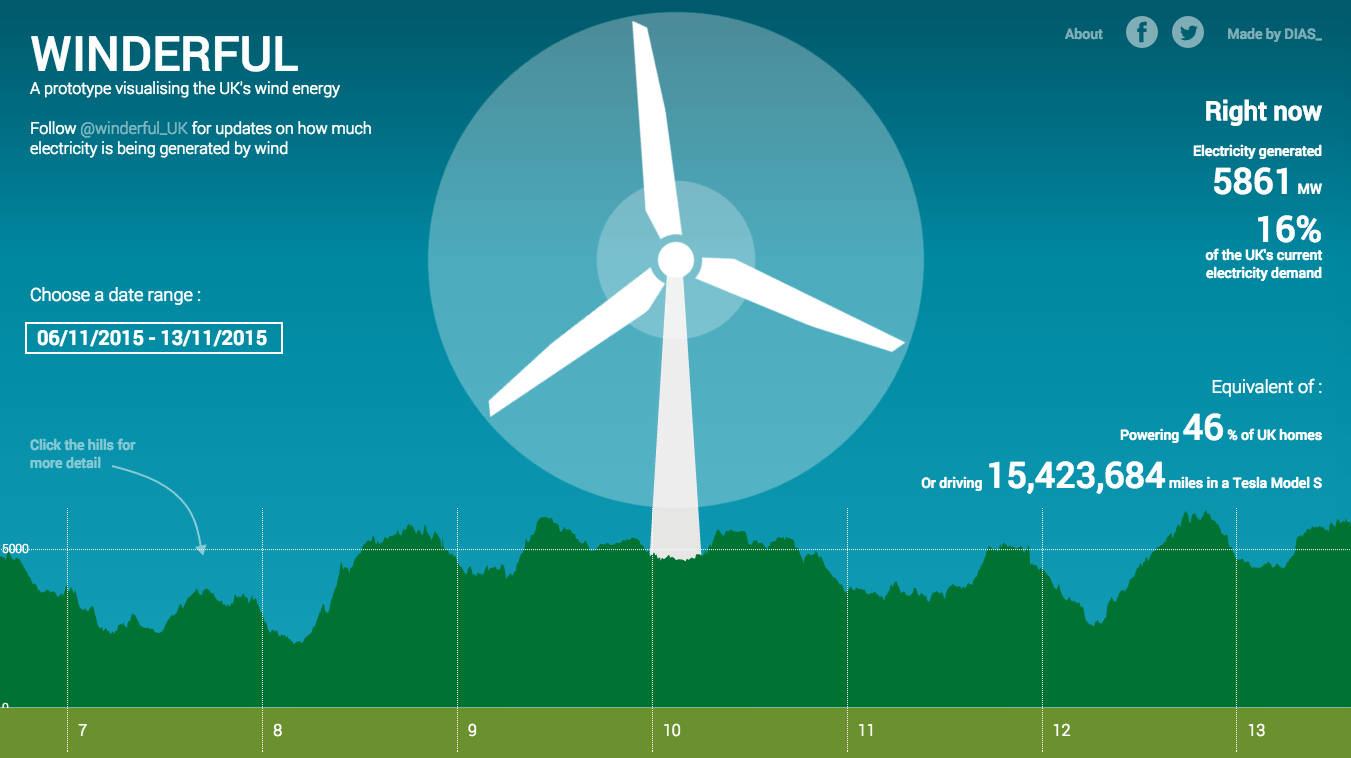 WINDERFUL
A prototype visualising the UK's wind energy
Follow @winderful_UK for updates on how much
electricity is being generated by wind
About
Made by DIAS_
Right now
Electricity generated
5861 MW
16%
of the UK's current
electricity demand
Choose a date range :
06/11/2015 - 13/11/2015
Equivalent of :
Powering 46 % of UK homes
Or driving 15,423,684 miles in a Tesla Model S
Click the hills for
more detail
5000
0
7 8 9 10 11 12 13